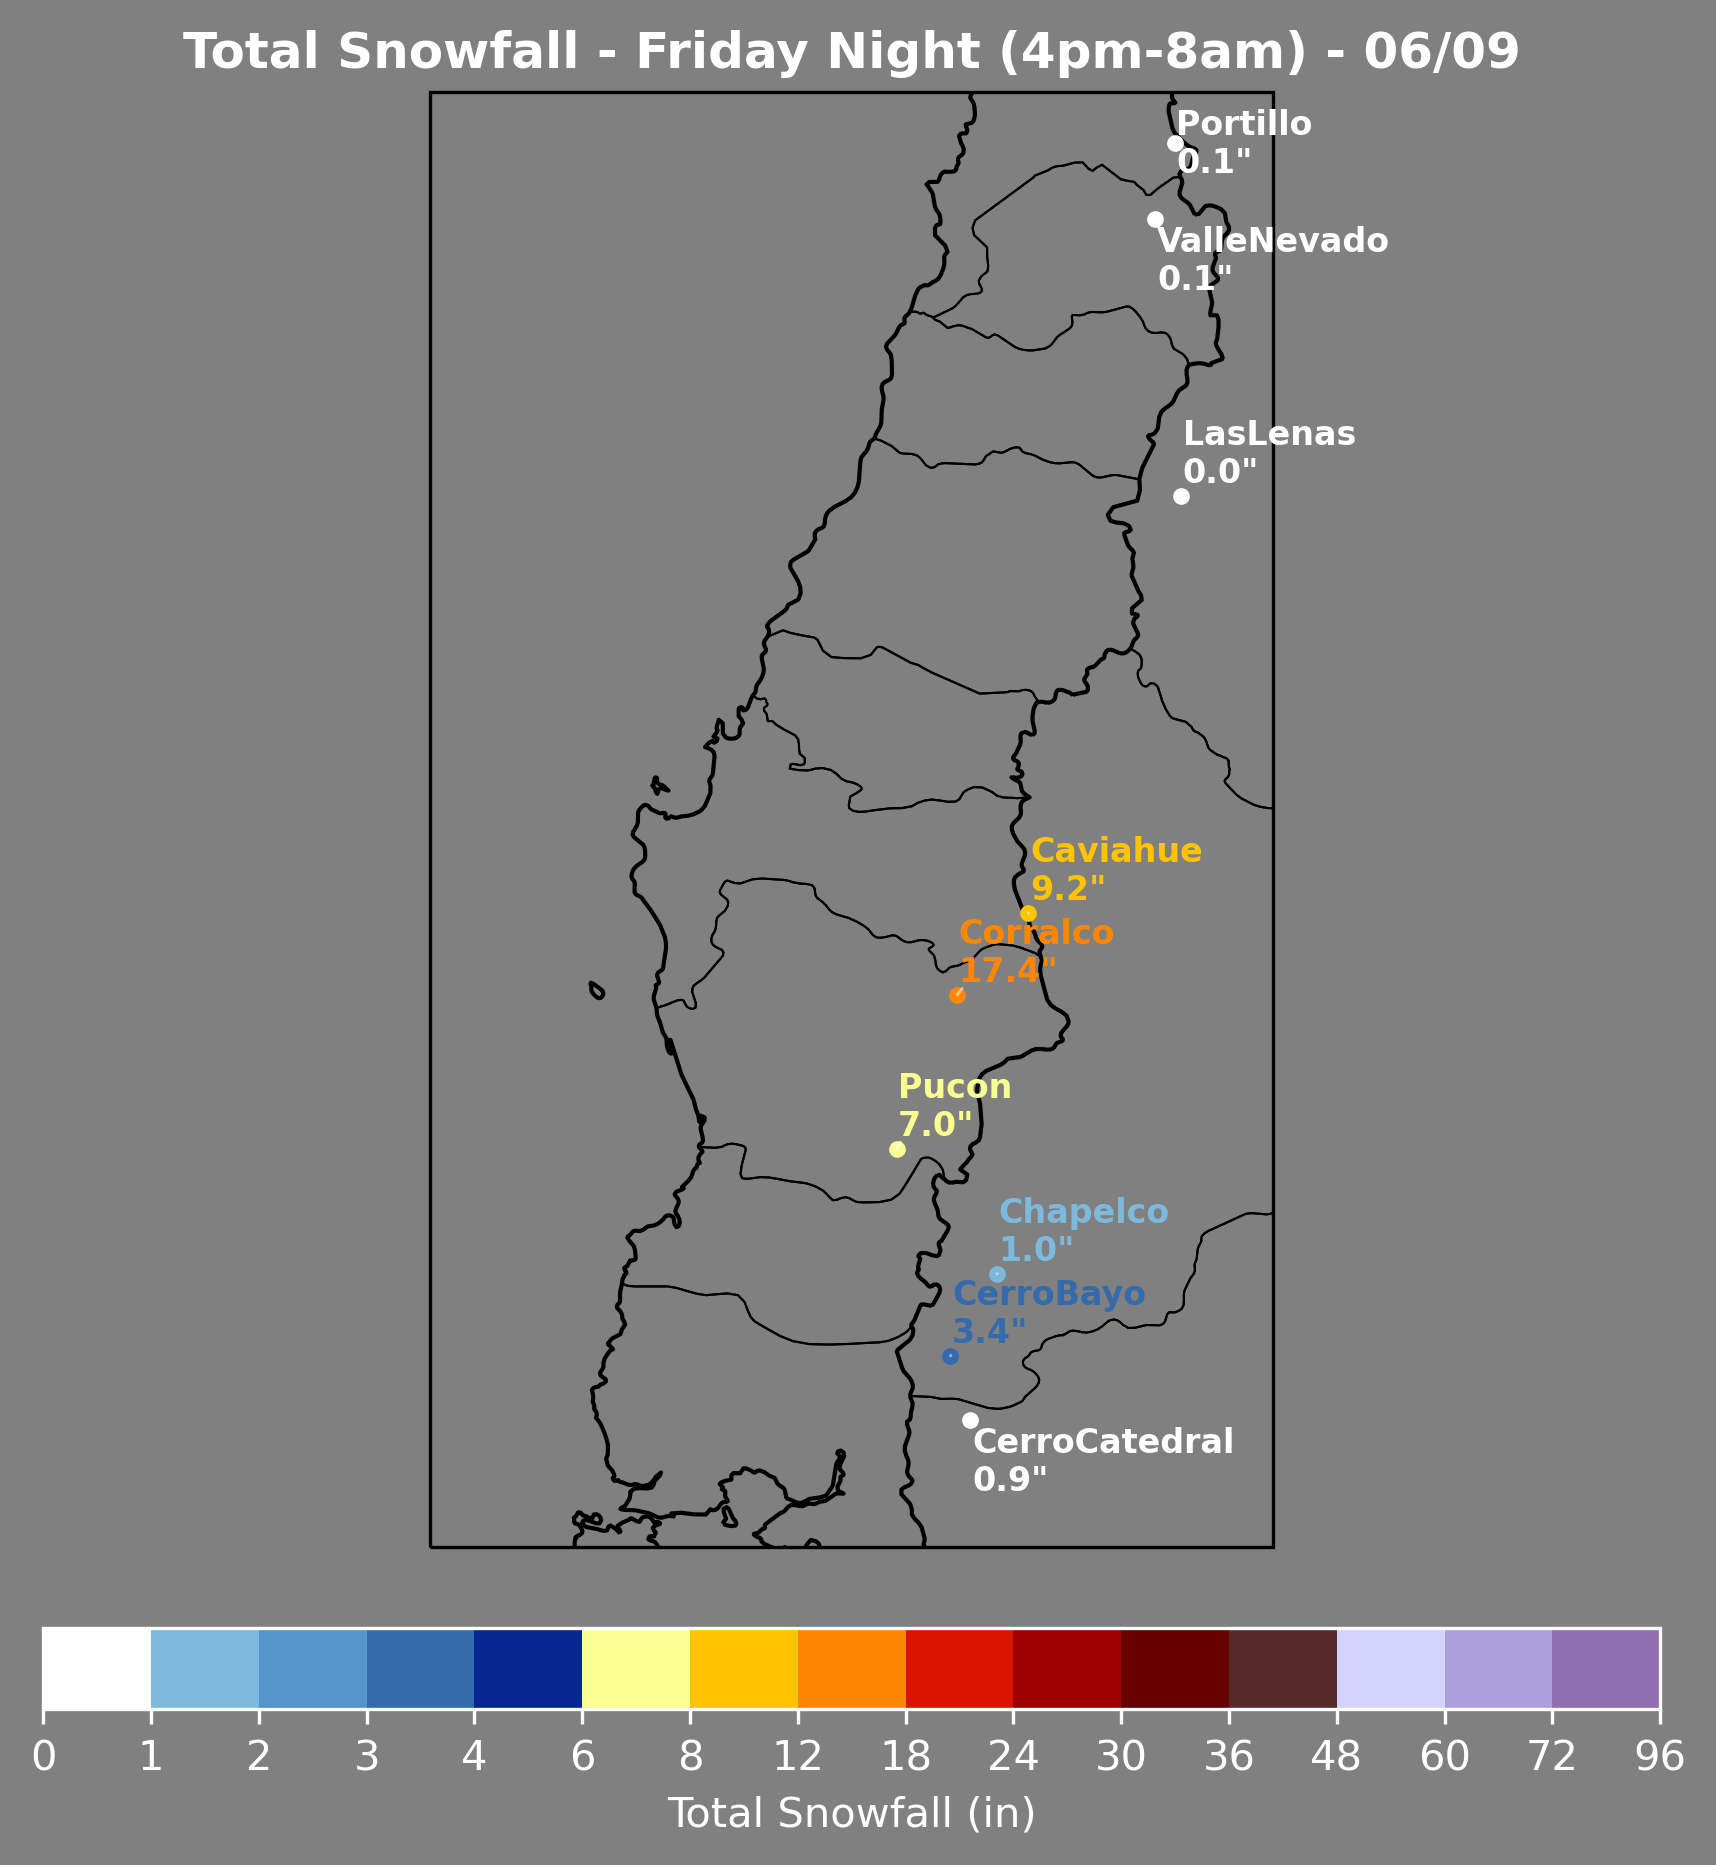 Total Snowfall - Friday Night (4pm-8am) - 06/09
Portillo
0.1"
ValleNevado
0.1"
LasLenas
0.0"
Caviahue
9.2"
Corralco
17.4"
Pucon
7.0"
Chapelco
1.0"
CerroBayo
3.4"
CerroCatedral
0.9"
0 1 2 3 4 6 8 12 18 24 30 36 48 60 72 96
Total Snowfall (in)